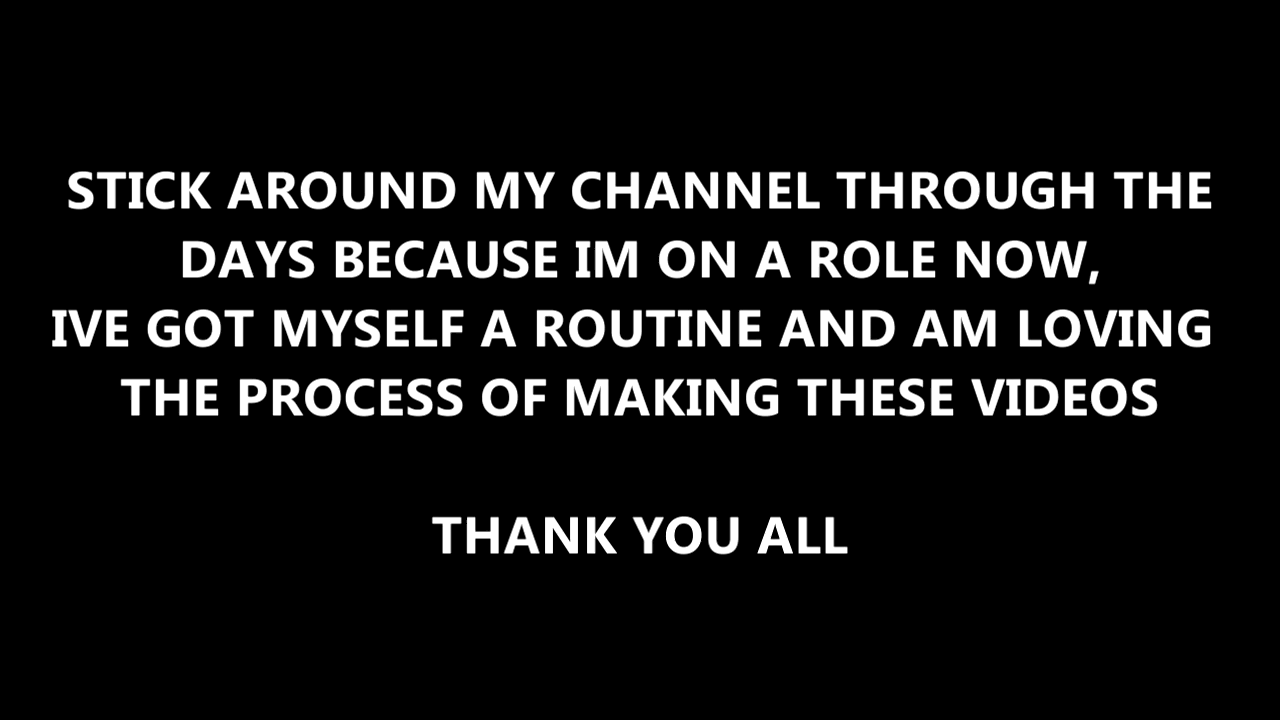 STICK AROUND MY CHANNEL THROUGH THE
DAYS BECAUSE IM ON A ROLE NOW,
IVE GOT MYSELF A ROUTINE AND AM LOVING
THE PROCESS OF MAKING THESE VIDEOS
THANK YOU ALL